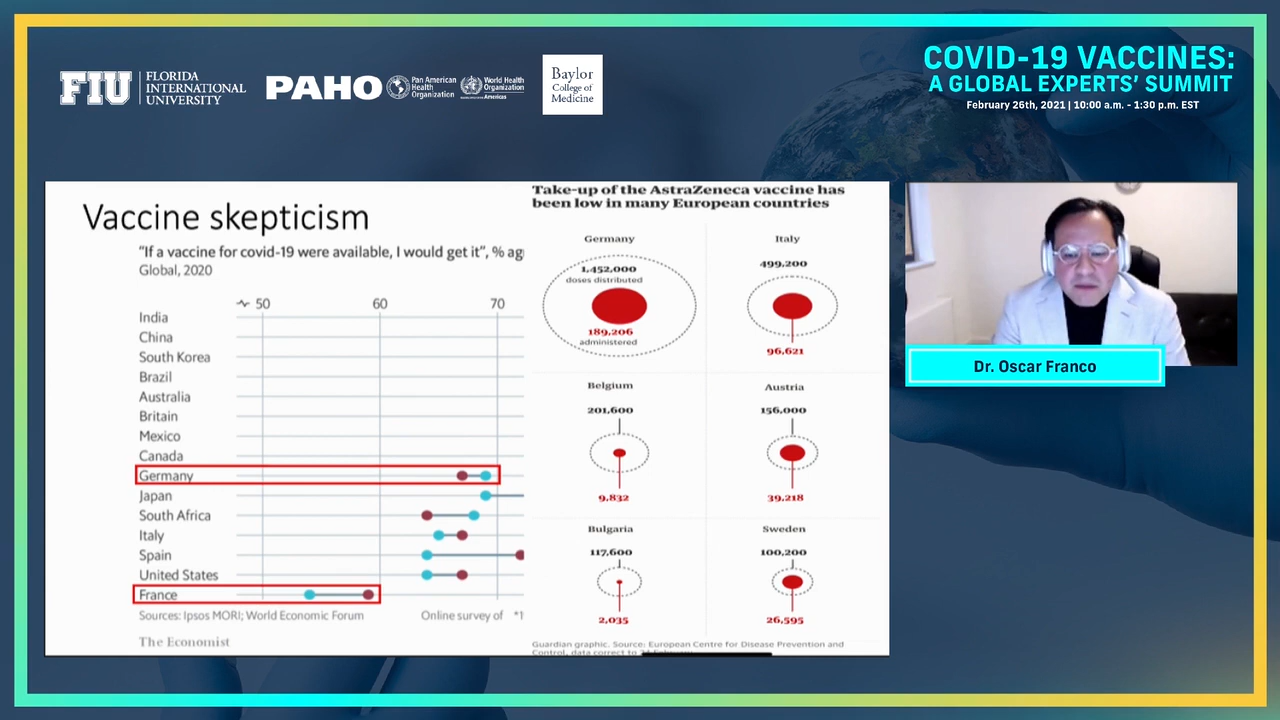 FIU
FLORIDA
INTERNATIONAL
UNIVERSITY
PAHO
Pan American
Health
Organization
World Health
Organization
Americas
Baylor
College of
Medicine
COVID-19 VACCINES:
A GLOBAL EXPERTS' SUMMIT
February 26th, 2021 | 10:00 a.m. - 1:30 p.m. EST
Vaccine skepticism
"If a vaccine for covid-19 were available, I would get it", %
Global, 2020
50 60 70
India
China
South Korea
Brazil
Australia
Britain
Mexico
Canada
Germany
Japan
South Africa
Italy
Spain
United States
France
Sources: Ipsos MORI; World Economic Forum Online survey of
The Economist
Take-up of the AstraZeneca vaccine has
been low in many European countries
Germany
1,452,000
doses distributed
189,206
administered
Italy
499,200
96,621
Belgium
201,600
9,832
Austria
156,000
39,218
Bulgaria
117,600
2,035
Sweden
100,200
26,595
Guardian graphic. Source: European Centre for Disease Prevention and
Control, data correct to
Dr. Oscar Franco